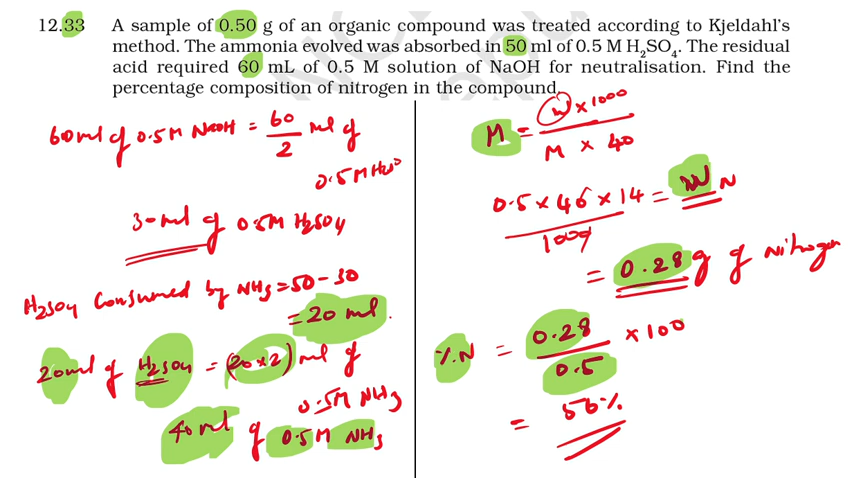 12.33 A sample of 0.50 g of an organic compound was treated according to Kjeldahl's
method. The ammonia evolved was absorbed in 50 ml of 0.5 M H₂SO₄. The residual
acid required 60 mL of 0.5 M solution of NaOH for neutralisation. Find the
percentage composition of nitrogen in the compound.
60ml of 0.5M NaOH = 60/2 ml of
0.5M
30ml of 0.5M H2SO4
H2SO4 Consumed by NH3 = 50-30
= 20 ml.
20ml of H2SO4 = (20x2) ml of
0.5M NH3
40 ml of 0.5 M NH3
M = w x 1000 / M x 40
0.5 x 46 x 14 / 1000 = W N
= 0.28 g of Nitrogen
%N = 0.28 / 0.5 x 100
= 56%